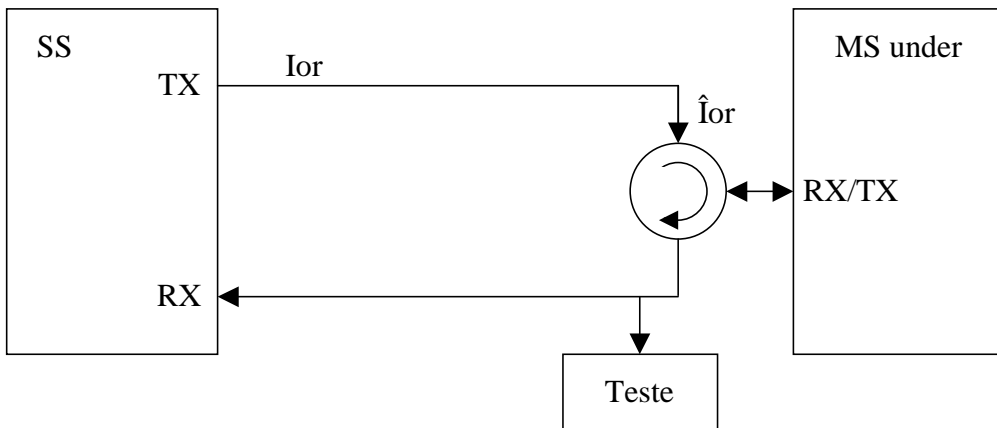 SS
MS under
TX
Ior
Îor
RX/TX
RX
Teste